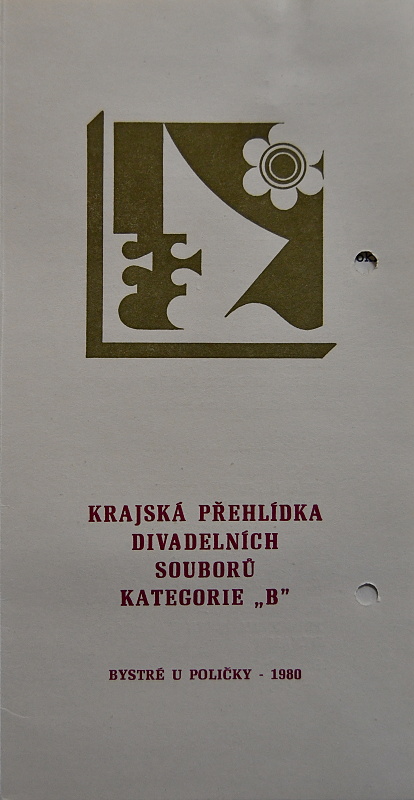 KRAJSKÁ PŘEHLÍDKA
DIVADELNÍCH
SOUBORŮ
KATEGORIE „B”
BYSTRÉ U POLIČKY - 1980